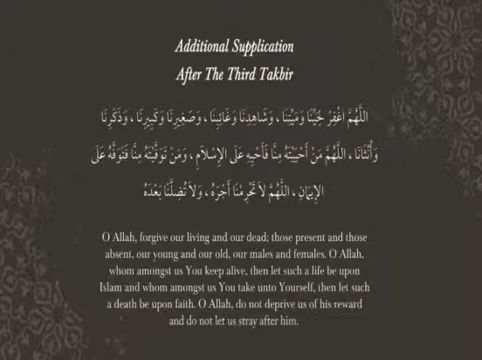 Additional Supplication
After The Third Takbir
اللَّهُمَّ اغْفِرْ لِحَيِّنَا وَمَيِّتِنَا ، وَشَاهِدِنَا وَغَائِبِنَا ، وَصَغِيرِنَا وَكَبِيرِنَا ، وَذَكَرِنَا
وَأُنْثَانَا ، اللَّهُمَّ مَنْ أَحْيَيْتَهُ مِنَّا فَأَحْيِهِ عَلَى الإِسْلَامِ ، وَمَنْ تَوَفَّيْتَهُ مِنَّا فَتَوَفَّهُ عَلَى
الإِيمَانِ ، اللَّهُمَّ لاَ تَحْرِمْنَا أَجْرَهُ ، وَلاَ تُضِلَّنَا بَعْدَهُ
O Allah, forgive our living and our dead; those present and those
absent, our young and our old, our males and females. O Allah,
whom amongst us You keep alive, then let such a life be upon
Islam and whom amongst us You take unto Yourself, then let such
a death be upon faith. O Allah, do not deprive us of his reward
and do not let us stray after him.